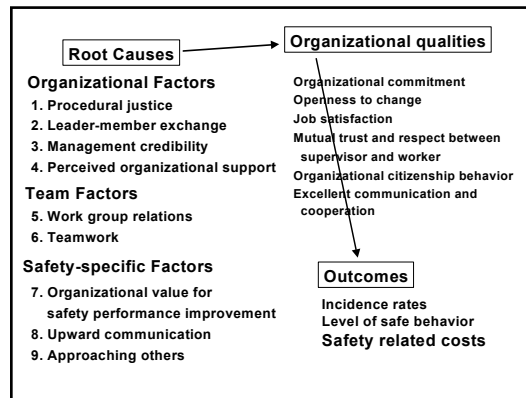 Root Causes
Organizational Factors
1. Procedural justice
2. Leader-member exchange
3. Management credibility
4. Perceived organizational support
Team Factors
5. Work group relations
6. Teamwork
Safety-specific Factors
7. Organizational value for
safety performance improvement
8. Upward communication
9. Approaching others
Organizational qualities
Organizational commitment
Openness to change
Job satisfaction
Mutual trust and respect between
supervisor and worker
Organizational citizenship behavior
Excellent communication and
cooperation
Outcomes
Incidence rates
Level of safe behavior
Safety related costs